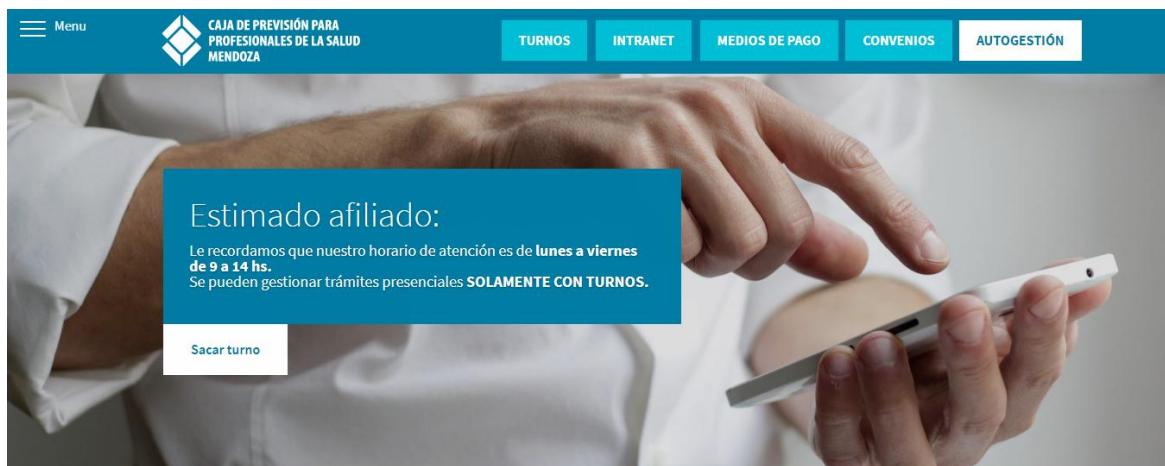 Menu
CAJA DE PREVISIÓN PARA
PROFESIONALES DE LA SALUD
MENDOZA
TURNOS
INTRANET
MEDIOS DE PAGO
CONVENIOS
AUTOGESTIÓN
Estimado afiliado:
Le recordamos que nuestro horario de atención es de lunes a viernes
de 9 a 14 hs.
Se pueden gestionar trámites presenciales SOLAMENTE CON TURNOS.
Sacar turno